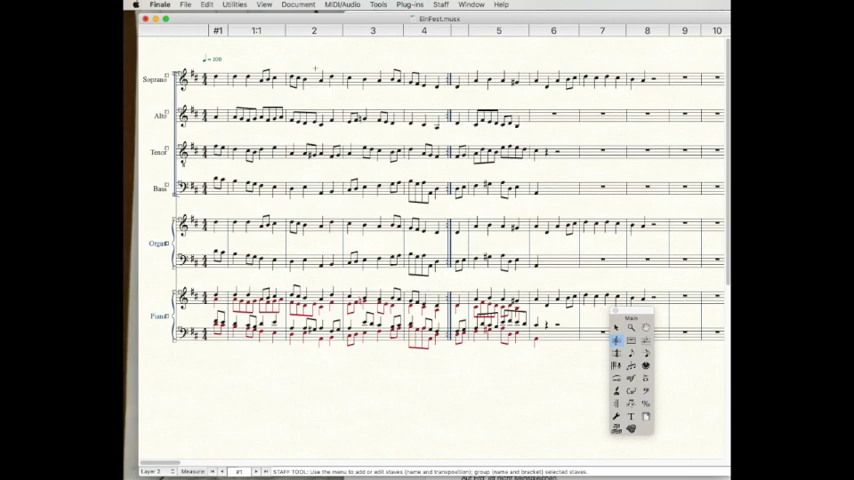 Finale File Edit Utilities View Document MIDI/Audio Tools Plug-ins Staff Window Help
EinFest.musx
#1 1:1 2 3 4 5 6 7 8 9 10
= 100
Soprano
Alto
Tenor
Bass
Organ
Piano
Main
T
Layer 2 Measure: #1 STAFF TOOL: Use the menu to add or edit staves (name and transposition); group (name and bracket) selected staves.